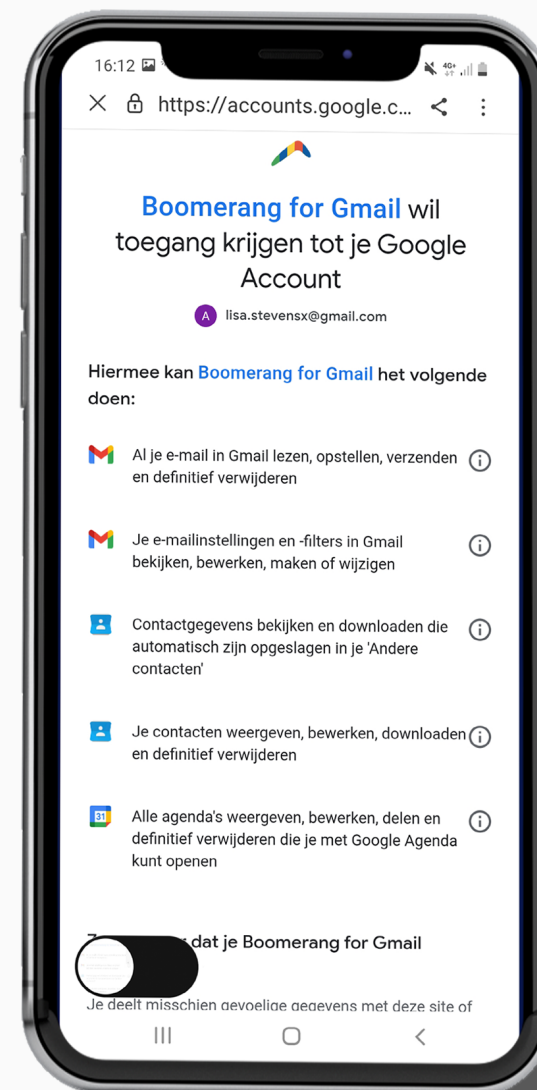 16:12
4G+
https://accounts.google.c...
Boomerang for Gmail wil
toegang krijgen tot je Google
Account
A lisa.stevensx@gmail.com
Hiermee kan Boomerang for Gmail het volgende
doen:
Al je e-mail in Gmail lezen, opstellen, verzenden
en definitief verwijderen
Je e-mailinstellingen en -filters in Gmail
bekijken, bewerken, maken of wijzigen
Contactgegevens bekijken en downloaden die
automatisch zijn opgeslagen in je 'Andere
contacten'
Je contacten weergeven, bewerken, downloaden
en definitief verwijderen
31
Alle agenda's weergeven, bewerken, delen en
definitief verwijderen die je met Google Agenda
kunt openen
dat je Boomerang for Gmail
Je deelt misschien gevoelige gegevens met deze site of